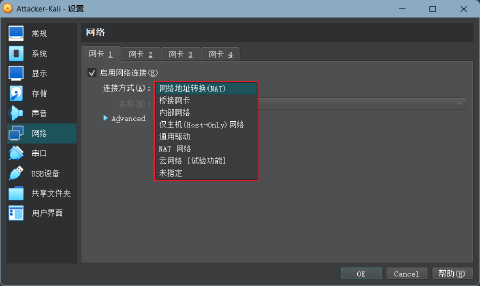 Attacker-Kali - 设置
常规
系统
显示
存储
声音
网络
串口
USB设备
共享文件夹
用户界面
网络
网卡 1 网卡 2 网卡 3 网卡 4
启用网络连接(E)
连接方式(A):
网络地址转换(NAT)
桥接网卡
内部网络
仅主机(Host-Only)网络
通用驱动
NAT 网络
云网络 [试验功能]
未指定
名称(N):
Advanced
OK Cancel 帮助(H)